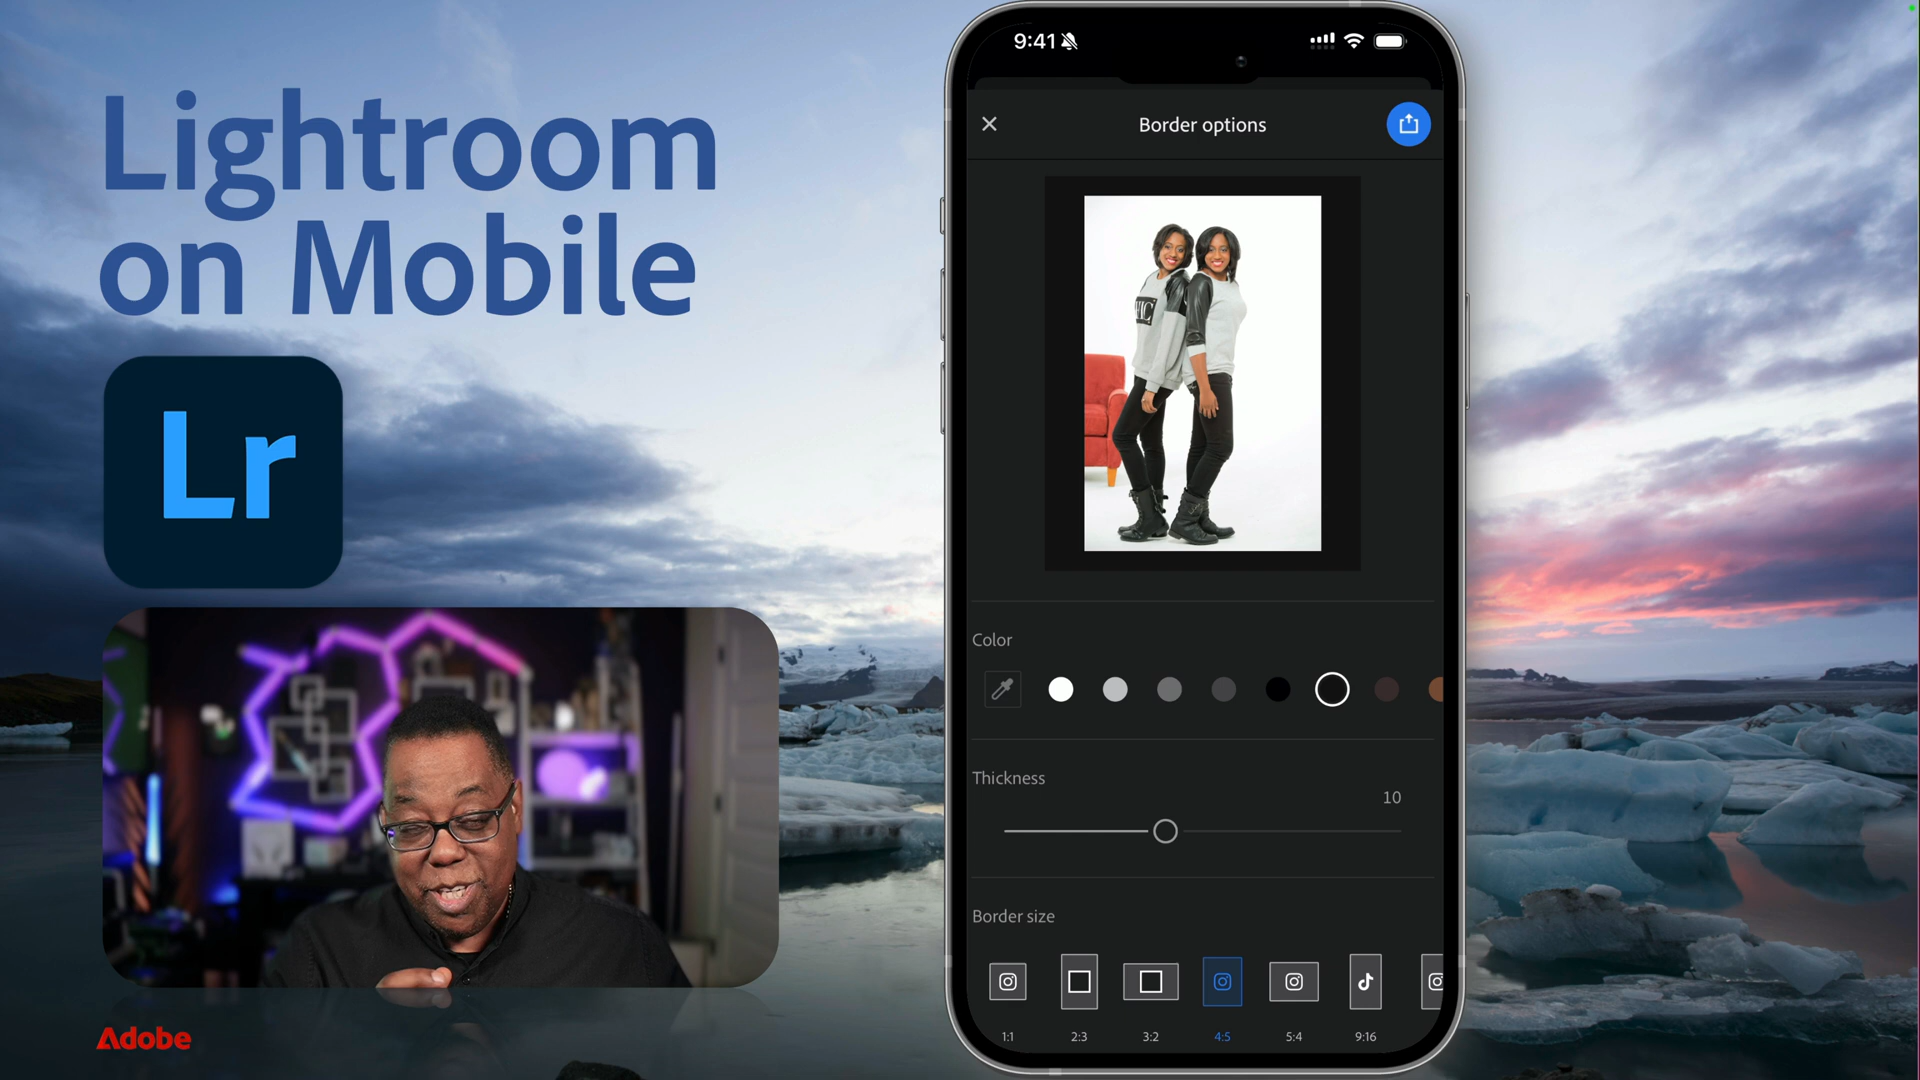 Lightroom
on Mobile
Lr
Adobe
9:41
Border options
Color
Thickness
10
Border size
1:1
2:3
3:2
4:5
5:4
9:16